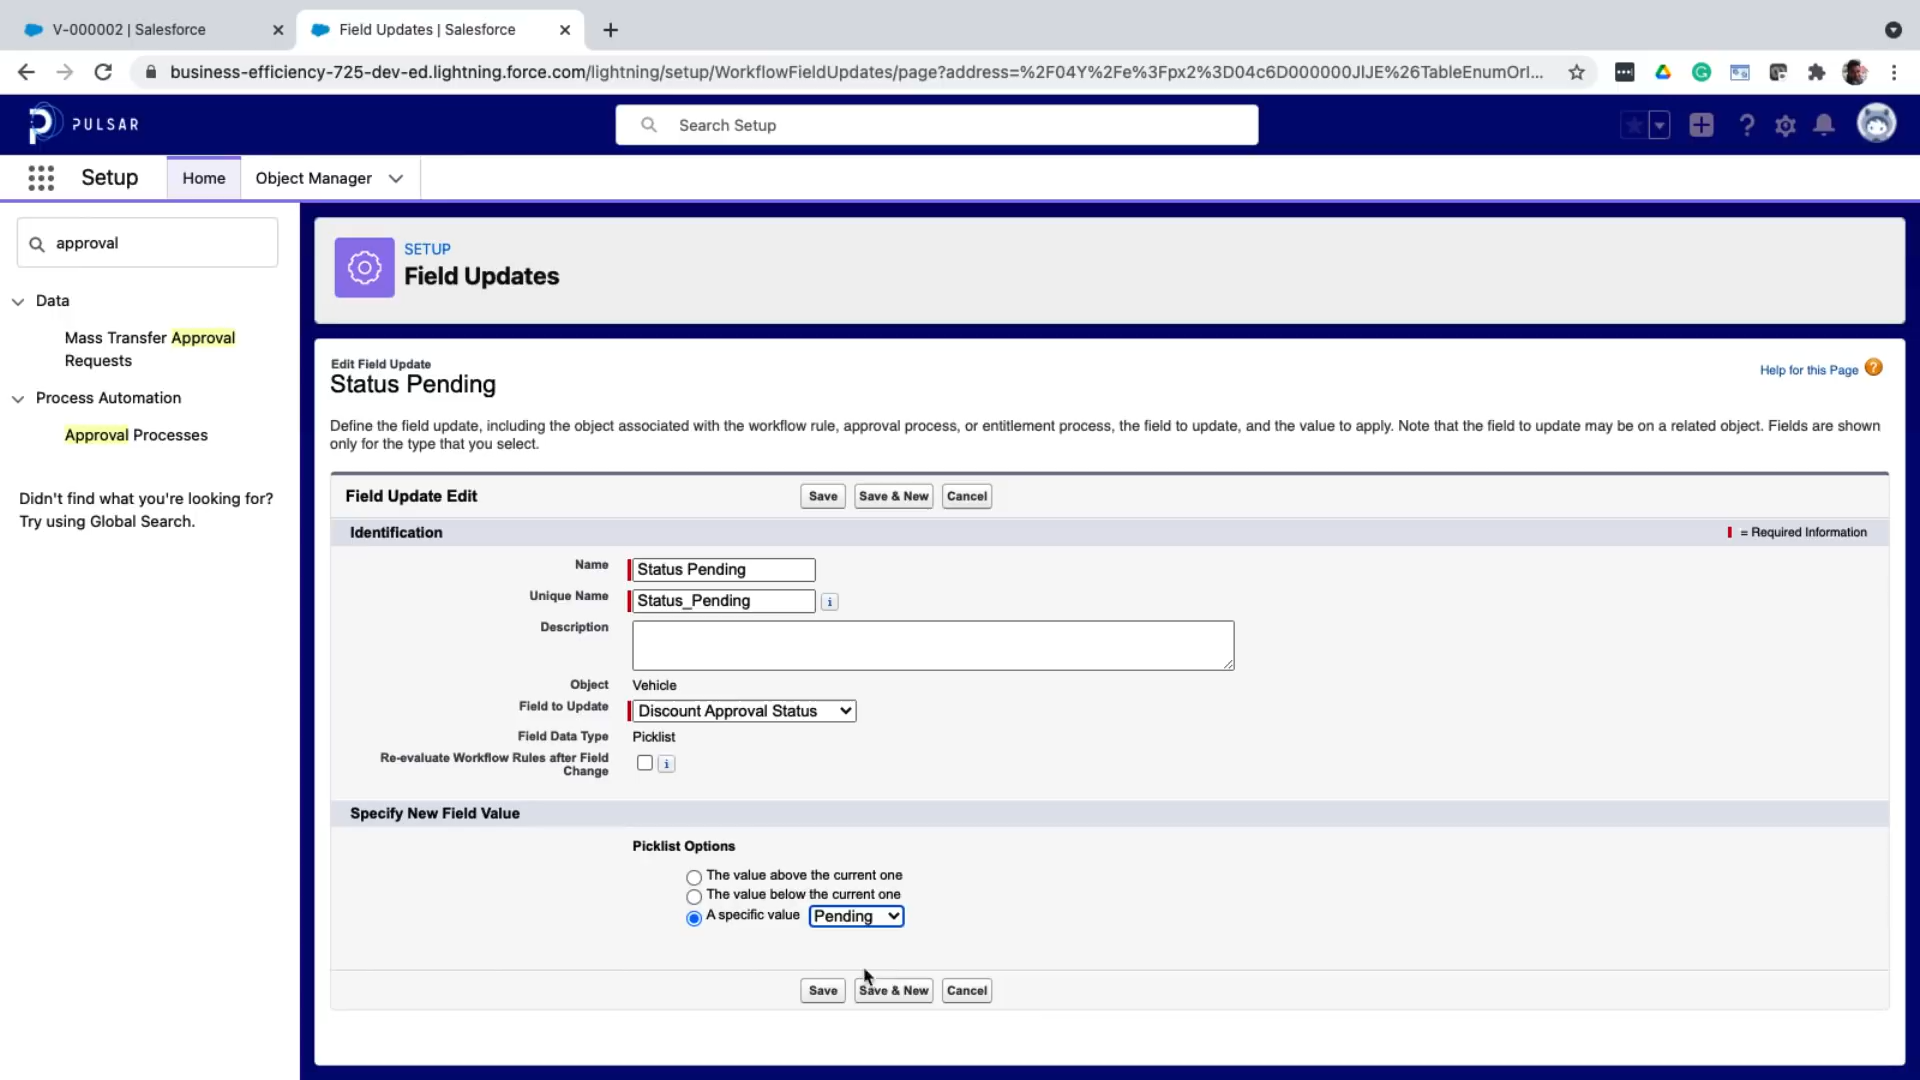 V-000002 | Salesforce
Field Updates | Salesforce
business-efficiency-725-dev-ed.lightning.force.com/lightning/setup/WorkflowFieldUpdates/page?address=%2F04Y%2Fe%3Fpx2%3D04c6D000000JIJE%26TableEnumOrI...
PULSAR
Search Setup
Setup
Home
Object Manager
approval
Data
Mass Transfer Approval
Requests
Process Automation
Approval Processes
Didn't find what you're looking for?
Try using Global Search.
SETUP
Field Updates
Edit Field Update
Status Pending
Help for this Page
Define the field update, including the object associated with the workflow rule, approval process, or entitlement process, the field to update, and the value to apply. Note that the field to update may be on a related object. Fields are shown
only for the type that you select.
Field Update Edit
Save
Save & New
Cancel
Identification
= Required Information
Name
Status Pending
Unique Name
Status_Pending
Description
Object
Vehicle
Field to Update
Discount Approval Status
Field Data Type
Picklist
Re-evaluate Workflow Rules after Field
Change
Specify New Field Value
Picklist Options
The value above the current one
The value below the current one
A specific value
Pending
Save
Save & New
Cancel